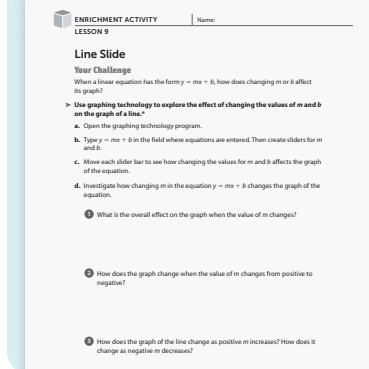 ENRICHMENT ACTIVITY
Name:
LESSON 9
Line Slide
Your Challenge
When a linear equation has the form y = mx + b, how does changing m or b affect
its graph?
➤ Use graphing technology to explore the effect of changing the values of m and b
on the graph of a line.*
a. Open the graphing technology program.
b. Type y = mx + b in the field where equations are entered. Then create sliders for m
and b.
c. Move each slider bar to see how changing the values for m and b affects the graph
of the equation.
d. Investigate how changing m in the equation y = mx + b changes the graph of the
equation.
1 What is the overall effect on the graph when the value of m changes?
2 How does the graph change when the value of m changes from positive to
negative?
3 How does the graph of the line change as positive m increases? How does it
change as negative m decreases?